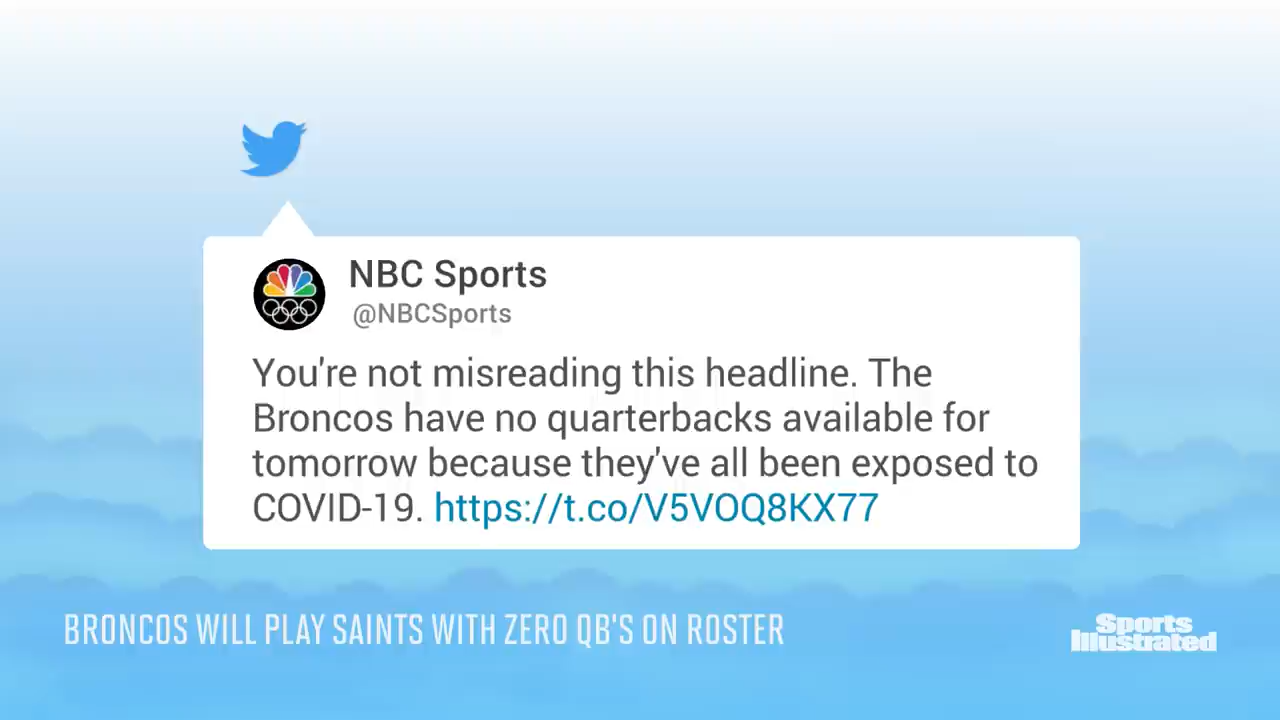 NBC Sports
@NBCSports
You're not misreading this headline. The
Broncos have no quarterbacks available for
tomorrow because they've all been exposed to
COVID-19. https://t.co/V5VOQ8KX77
BRONCOS WILL PLAY SAINTS WITH ZERO QB'S ON ROSTER
Sports
Illustrated